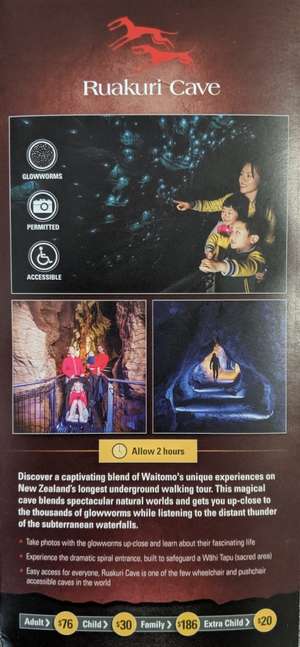 Ruakuri Cave
GLOWWORMS
PERMITTED
ACCESSIBLE
Allow 2 hours
Discover a captivating blend of Waitomo's unique experiences on
New Zealand's longest underground walking tour. This magical
cave blends spectacular natural worlds and gets you up-close to
the thousands of glowworms while listening to the distant thunder
of the subterranean waterfalls.
Take photos with the glowworms up-close and learn about their fascinating life
Experience the dramatic spiral entrance, built to safeguard a Wāhi Tapu (sacred area)
Easy access for everyone, Ruakuri Cave is one of the few wheelchair and pushchair
accessible caves in the world
Adult > $76 Child > $30 Family > $186 Extra Child > $20